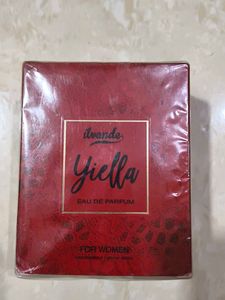 ilvande
Yiella
EAU DE PARFUM
FOR WOMEN